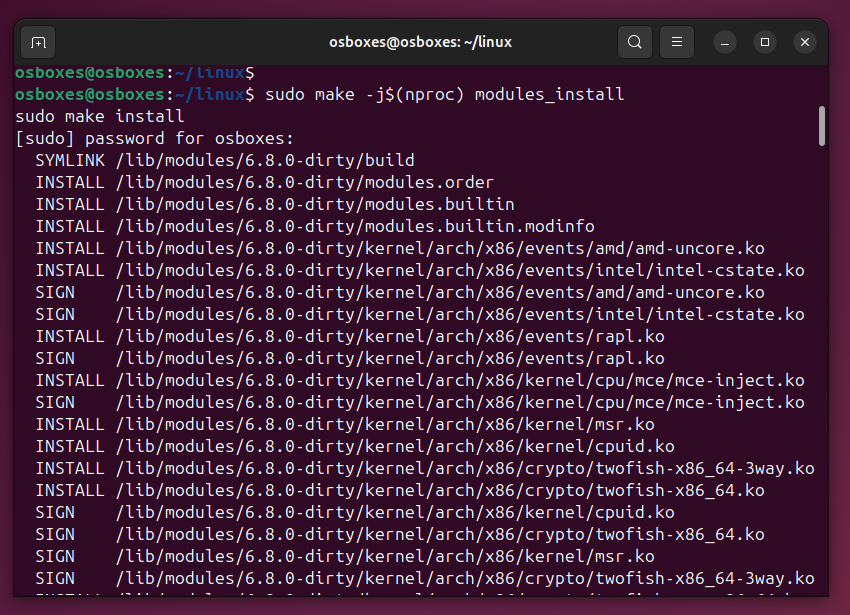 osboxes@osboxes: ~/linux
osboxes@osboxes:~/linux$
osboxes@osboxes:~/linux$ sudo make -j$(nproc) modules_install
sudo make install
[sudo] password for osboxes:
  SYMLINK /lib/modules/6.8.0-dirty/build
  INSTALL /lib/modules/6.8.0-dirty/modules.order
  INSTALL /lib/modules/6.8.0-dirty/modules.builtin
  INSTALL /lib/modules/6.8.0-dirty/modules.builtin.modinfo
  INSTALL /lib/modules/6.8.0-dirty/kernel/arch/x86/events/amd/amd-uncore.ko
  INSTALL /lib/modules/6.8.0-dirty/kernel/arch/x86/events/intel/intel-cstate.ko
  SIGN    /lib/modules/6.8.0-dirty/kernel/arch/x86/events/amd/amd-uncore.ko
  SIGN    /lib/modules/6.8.0-dirty/kernel/arch/x86/events/intel/intel-cstate.ko
  INSTALL /lib/modules/6.8.0-dirty/kernel/arch/x86/events/rapl.ko
  SIGN    /lib/modules/6.8.0-dirty/kernel/arch/x86/events/rapl.ko
  INSTALL /lib/modules/6.8.0-dirty/kernel/arch/x86/kernel/cpu/mce/mce-inject.ko
  SIGN    /lib/modules/6.8.0-dirty/kernel/arch/x86/kernel/cpu/mce/mce-inject.ko
  INSTALL /lib/modules/6.8.0-dirty/kernel/arch/x86/kernel/msr.ko
  INSTALL /lib/modules/6.8.0-dirty/kernel/arch/x86/kernel/cpuid.ko
  INSTALL /lib/modules/6.8.0-dirty/kernel/arch/x86/crypto/twofish-x86_64-3way.ko
  INSTALL /lib/modules/6.8.0-dirty/kernel/arch/x86/crypto/twofish-x86_64.ko
  SIGN    /lib/modules/6.8.0-dirty/kernel/arch/x86/kernel/cpuid.ko
  SIGN    /lib/modules/6.8.0-dirty/kernel/arch/x86/crypto/twofish-x86_64.ko
  SIGN    /lib/modules/6.8.0-dirty/kernel/arch/x86/kernel/msr.ko
  SIGN    /lib/modules/6.8.0-dirty/kernel/arch/x86/crypto/twofish-x86_64-3way.ko